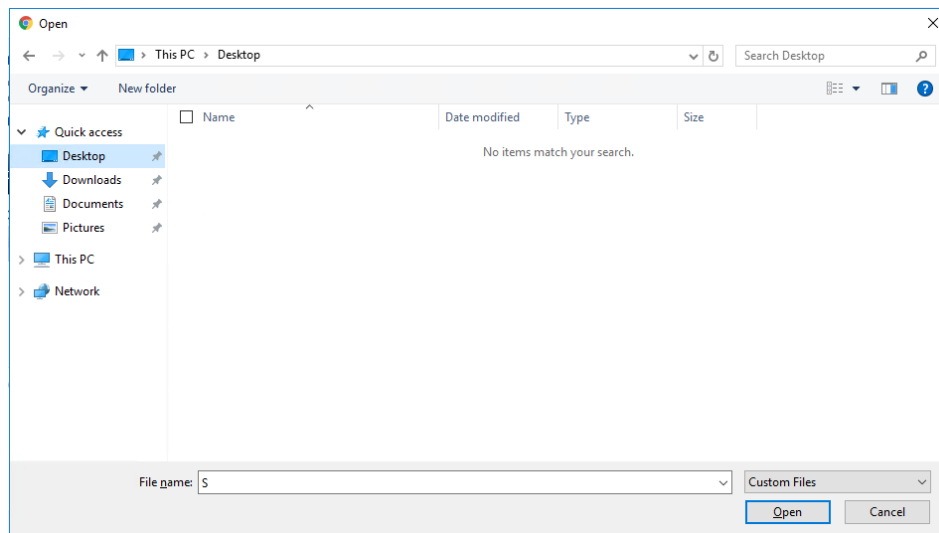 Open
This PC > Desktop
Search Desktop
Organize
New folder
Name
Date modified
Type
Size
Quick access
No items match your search.
Desktop
Downloads
Documents
Pictures
This PC
Network
File name: S
Custom Files
Open
Cancel